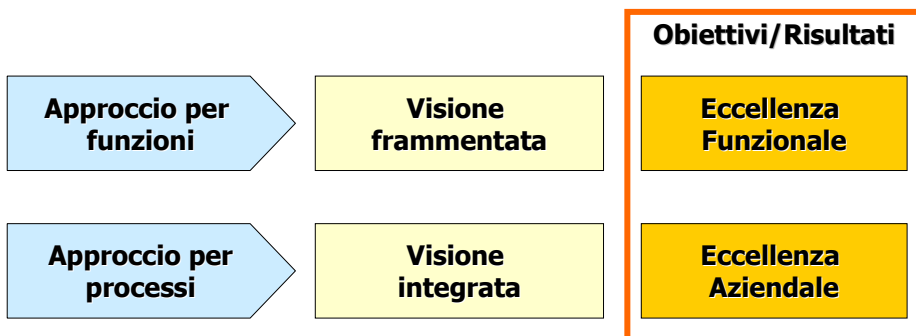 Obiettivi/Risultati
Approccio per
funzioni
Visione
frammentata
Eccellenza
Funzionale
Approccio per
processi
Visione
integrata
Eccellenza
Aziendale